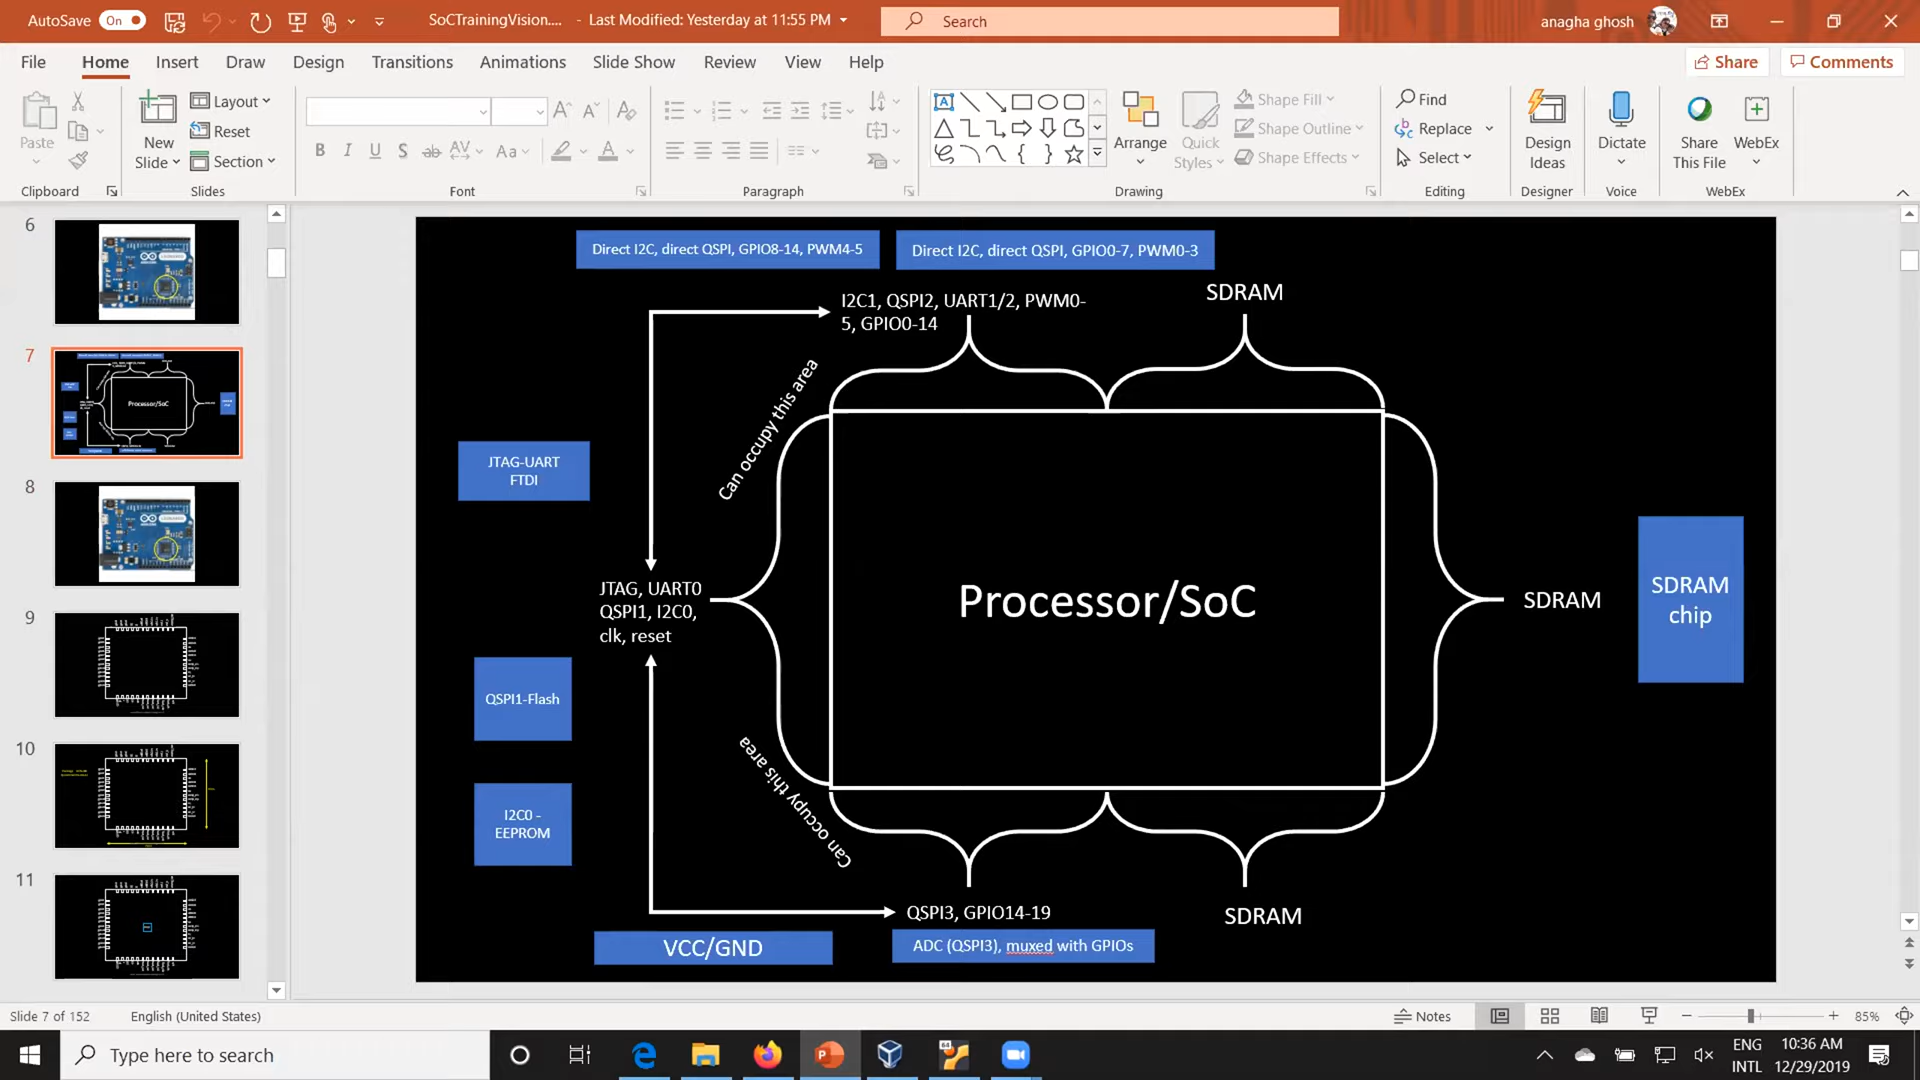 AutoSave On
SoCTrainingVision.... - Last Modified: Yesterday at 11:55 PM
Search
anagha ghosh
File Home Insert Draw Design Transitions Animations Slide Show Review View Help
Share Comments
Paste
New
Slide
Layout
Reset
Section
B I U S ab AV Aa A
Arrange
Quick
Styles
Shape Fill
Shape Outline
Shape Effects
Find
Replace
Select
Design
Ideas
Dictate
Share
This File
WebEx
Clipboard Slides Font Paragraph Drawing Editing Designer Voice WebEx
6
7
8
9
10
11
Direct I2C, direct QSPI, GPIO8-14, PWM4-5
Direct I2C, direct QSPI, GPIO0-7, PWM0-3
I2C1, QSPI2, UART1/2, PWM0-
5, GPIO0-14
SDRAM
Can occupy this area
JTAG-UART
FTDI
JTAG, UART0
QSPI1, I2C0,
clk, reset
Processor/SoC
SDRAM
SDRAM
chip
QSPI1-Flash
I2C0 -
EEPROM
Can occupy this area
QSPI3, GPIO14-19
SDRAM
VCC/GND
ADC (QSPI3), muxed with GPIOs
Slide 7 of 152
English (United States)
Notes
85%
Type here to search
ENG
INTL
10:36 AM
12/29/2019